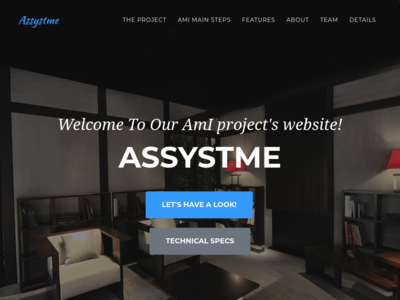 Assystme
THE PROJECT AMI MAIN STEPS FEATURES ABOUT TEAM DETAILS
Welcome To Our AmI project's website!
ASSYSTME
LET'S HAVE A LOOK!
TECHNICAL SPECS